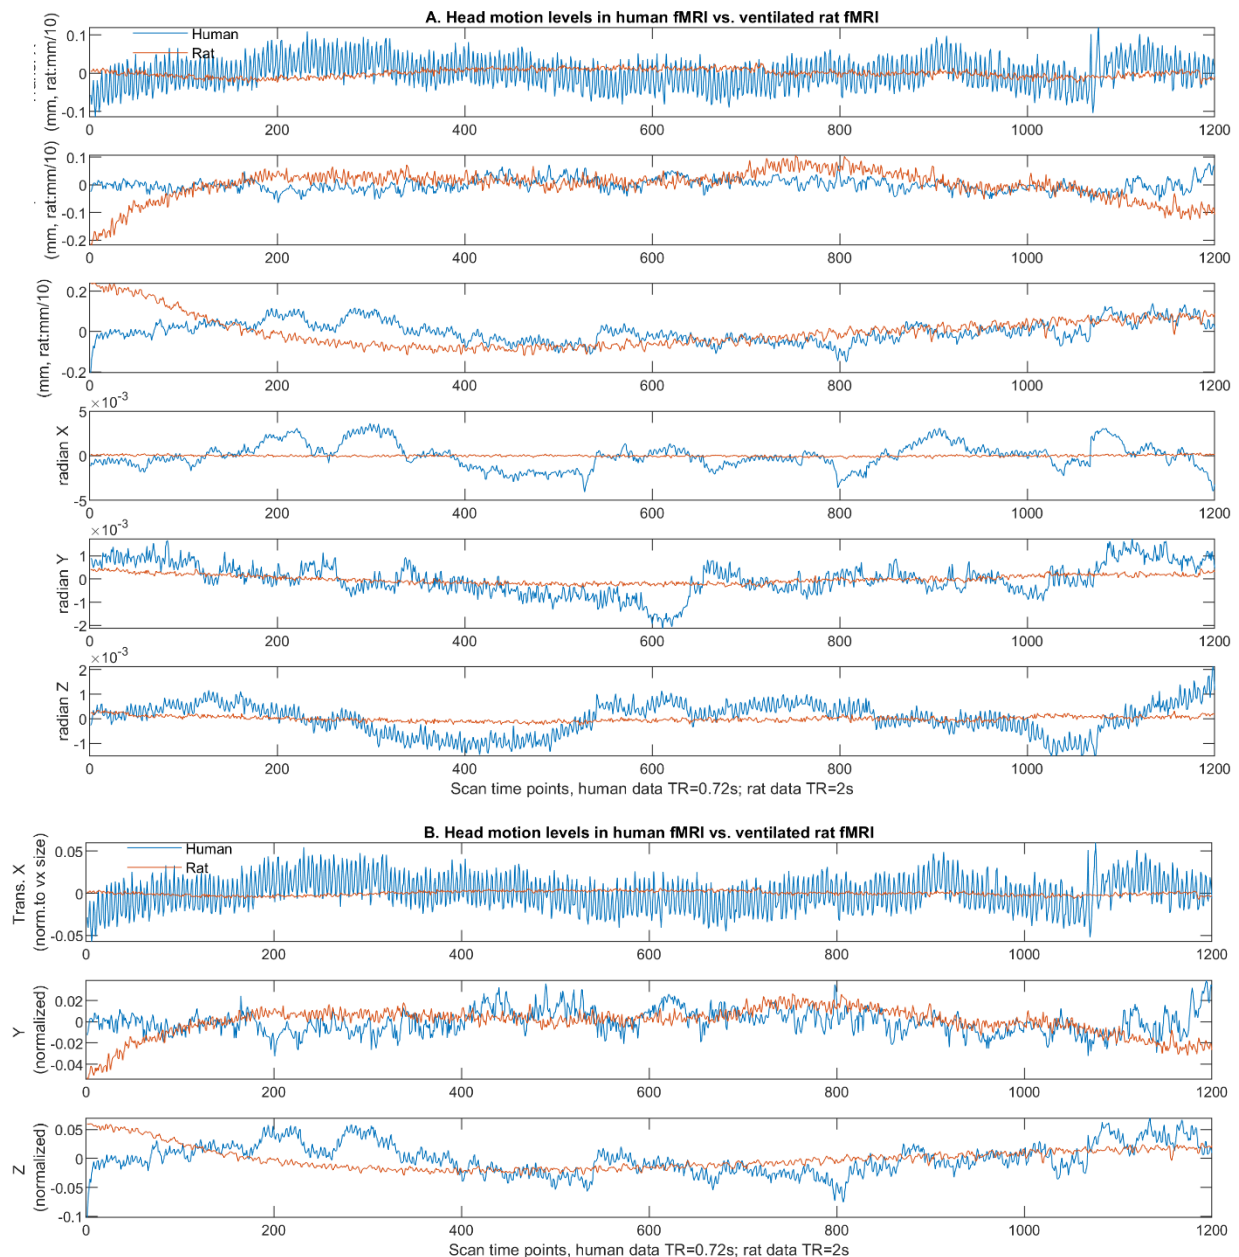 A. Head motion levels in human fMRI vs. ventilated rat fMRI
Human
Rat
(mm, rat:mm/10)
0.1
0
-0.1
0 200 400 600 800 1000 1200
(mm, rat:mm/10)
0.1
0
-0.1
-0.2
0 200 400 600 800 1000 1200
(mm, rat:mm/10)
0.2
0
-0.2
0 200 400 600 800 1000 1200
×10⁻³
radian X
5
0
-5
0 200 400 600 800 1000 1200
×10⁻³
radian Y
1
0
-1
-2
0 200 400 600 800 1000 1200
×10⁻³
radian Z
2
1
0
-1
0 200 400 600 800 1000 1200
Scan time points, human data TR=0.72s; rat data TR=2s
B. Head motion levels in human fMRI vs. ventilated rat fMRI
Human
Rat
Trans. X
(norm.to vx size)
0.05
0
-0.05
0 200 400 600 800 1000 1200
Y
(normalized)
0.02
0
-0.02
-0.04
0 200 400 600 800 1000 1200
Z
(normalized)
0.05
0
-0.05
-0.1
0 200 400 600 800 1000 1200
Scan time points, human data TR=0.72s; rat data TR=2s